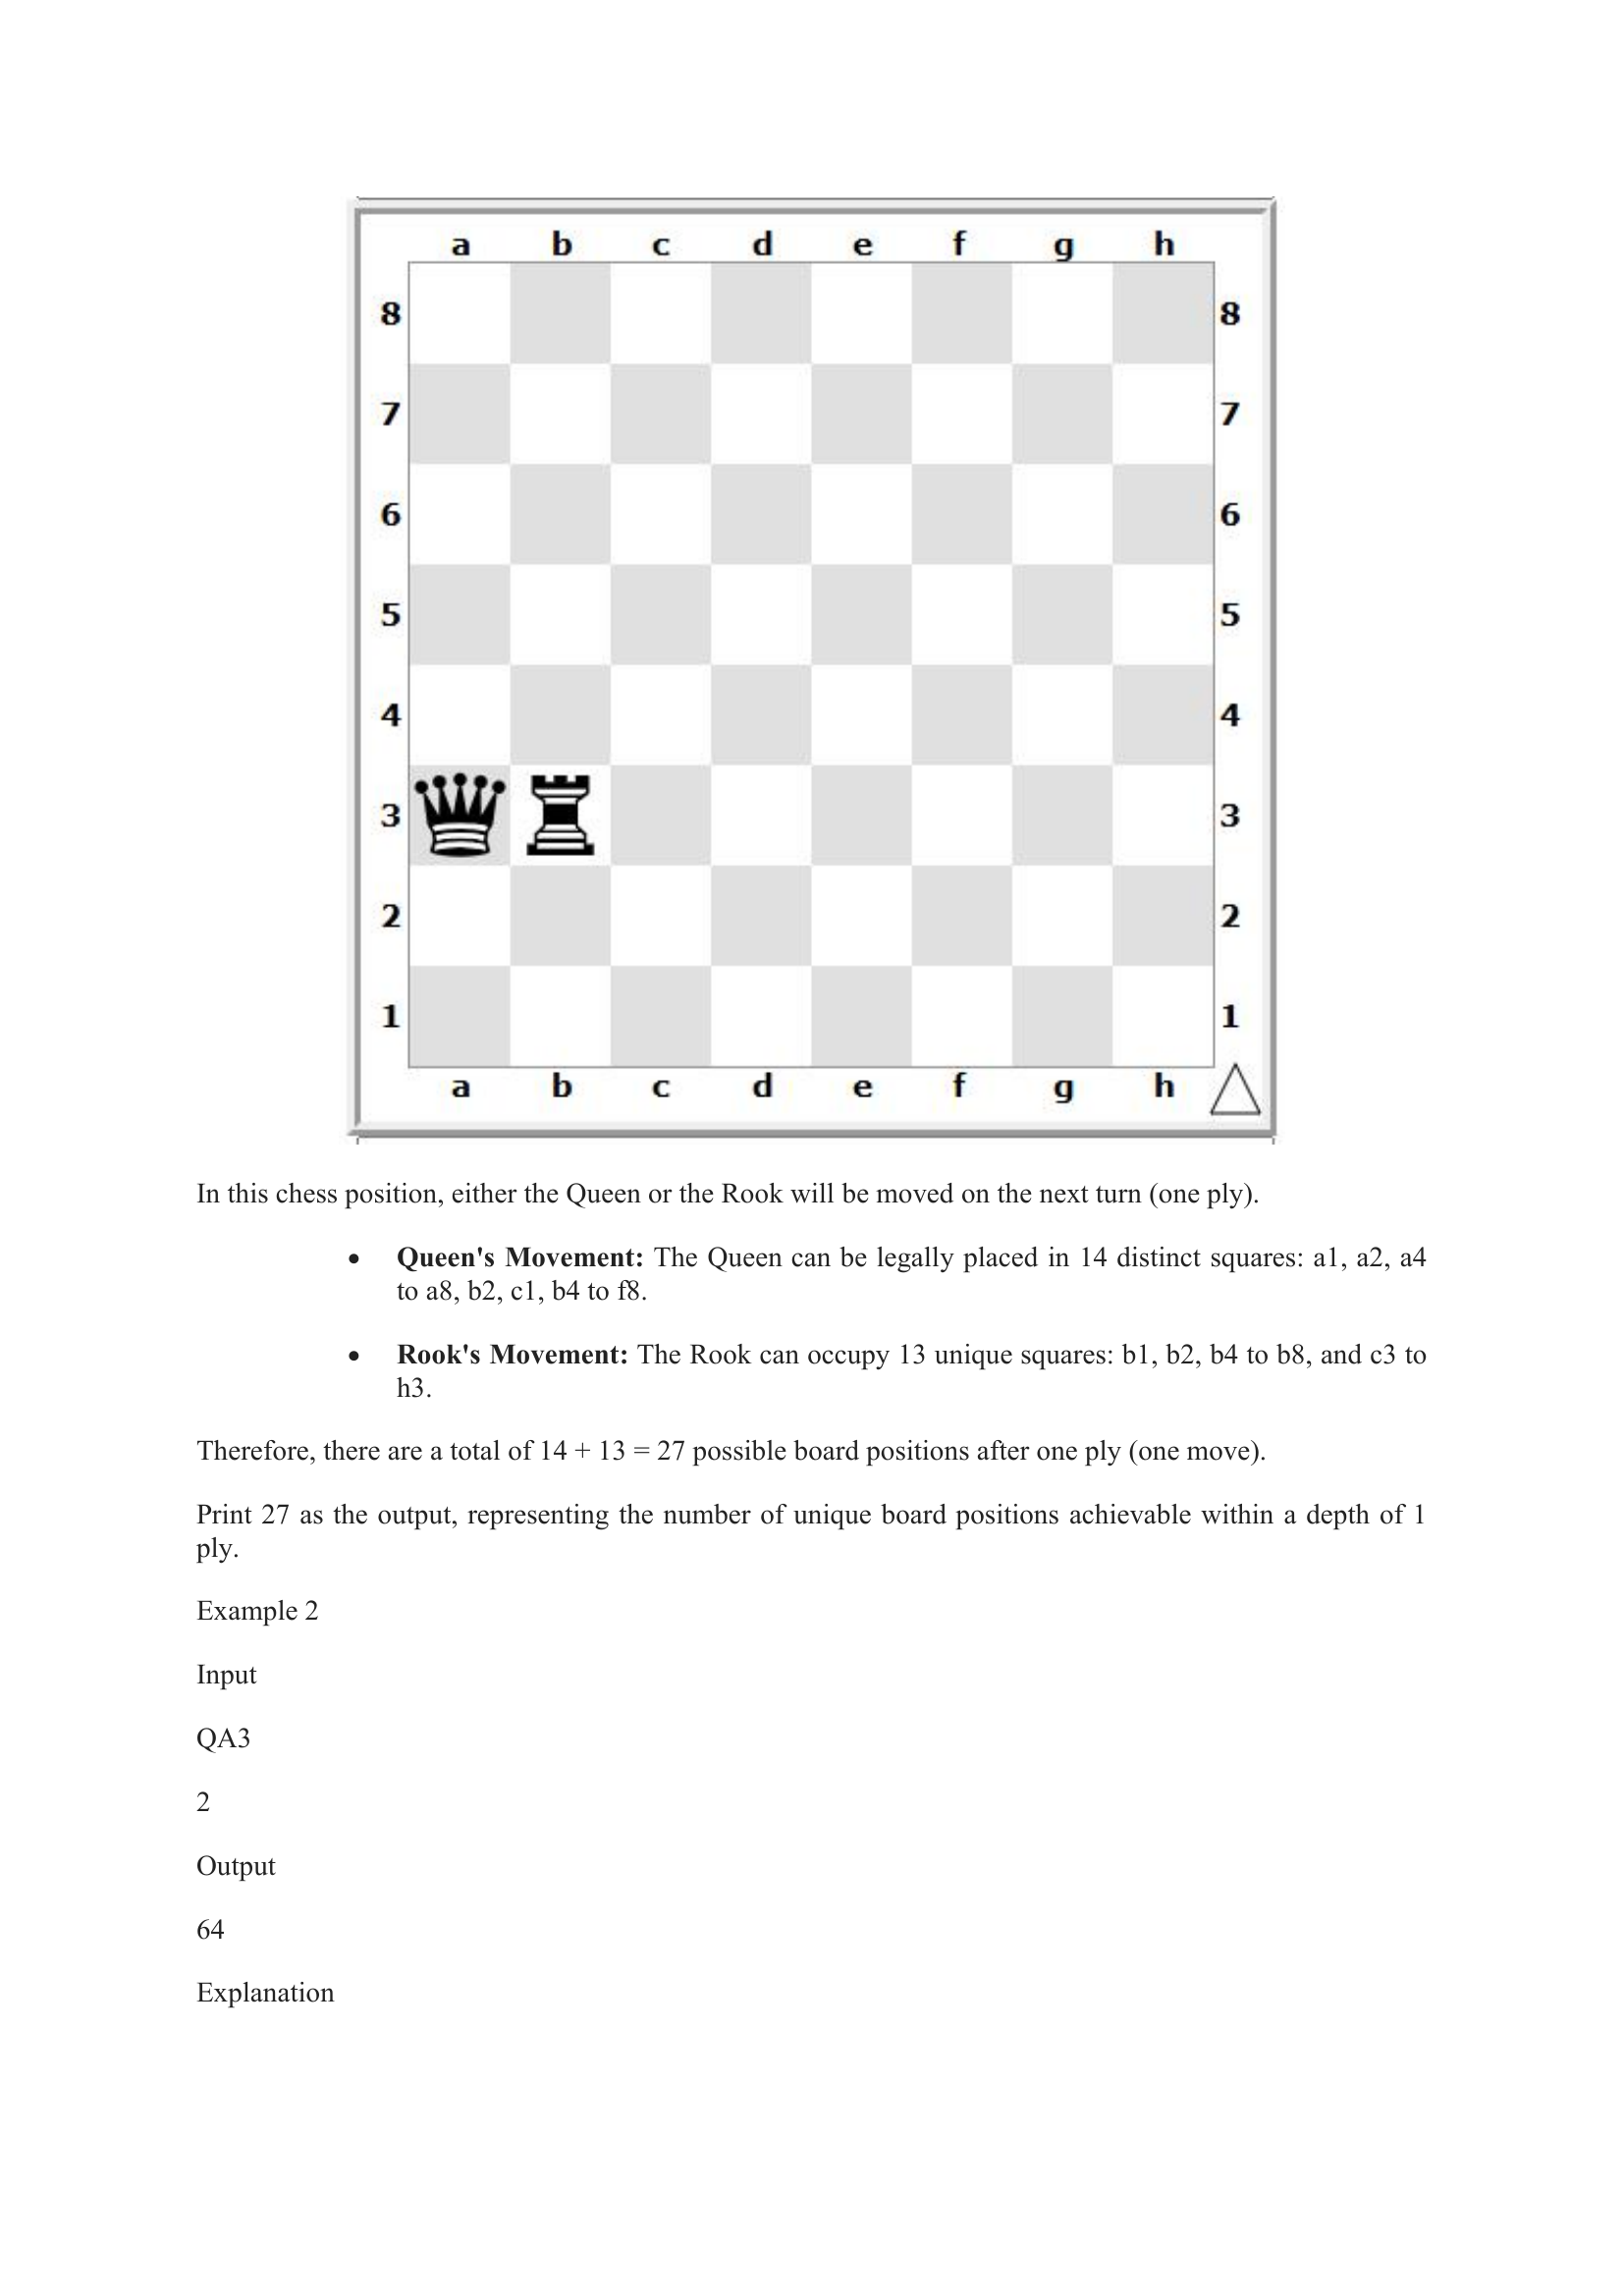 a b c d e f g h
8 8
7 7
6 6
5 5
4 4
3 3
2 2
1 1
a b c d e f g h
In this chess position, either the Queen or the Rook will be moved on the next turn (one ply).
• Queen's Movement: The Queen can be legally placed in 14 distinct squares: a1, a2, a4
to a8, b2, c1, b4 to f8.
• Rook's Movement: The Rook can occupy 13 unique squares: b1, b2, b4 to b8, and c3 to
h3.
Therefore, there are a total of 14 + 13 = 27 possible board positions after one ply (one move).
Print 27 as the output, representing the number of unique board positions achievable within a depth of 1
ply.
Example 2
Input
QA3
2
Output
64
Explanation